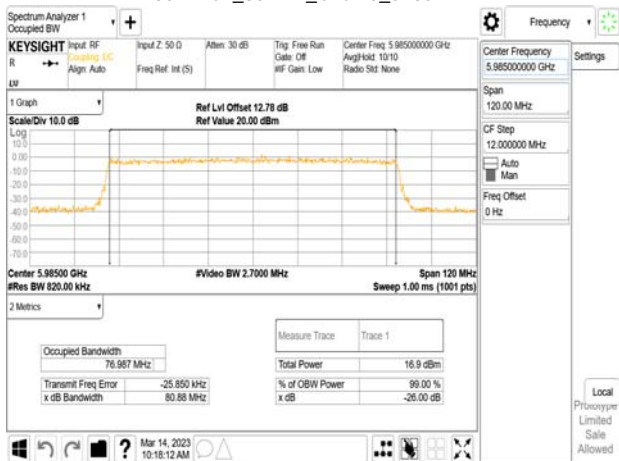 Spectrum Analyzer 1
Occupied BW
Frequency
KEYSIGHT
R
LXI
Input: RF
Coupling: DC
Align: Auto
Input Z: 50 Ω
Freq Ref: Int (S)
Atten: 30 dB
Trig: Free Run
Gate: Off
#IF Gain: Low
Center Freq: 5.985000000 GHz
Avg|Hold: 10/10
Radio Std: None
Center Frequency
5.985000000 GHz
Settings
Span
120.00 MHz
CF Step
12.000000 MHz
Auto
Man
Freq Offset
0 Hz
1 Graph
Scale/Div 10.0 dB
Ref Lvl Offset 12.78 dB
Ref Value 20.00 dBm
Log
10.0
0.00
-10.0
-20.0
-30.0
-40.0
-50.0
-60.0
-70.0
Center 5.98500 GHz
#Res BW 820.00 kHz
#Video BW 2.7000 MHz
Span 120 MHz
Sweep 1.00 ms (1001 pts)
2 Metrics
Measure Trace Trace 1
Occupied Bandwidth
76.987 MHz
Total Power 16.9 dBm
Transmit Freq Error -25.850 kHz
% of OBW Power 99.00 %
x dB Bandwidth 80.88 MHz
x dB -26.00 dB
Local
Prototype
Limited
Sale
Allowed
?
Mar 14, 2023
10:18:12 AM